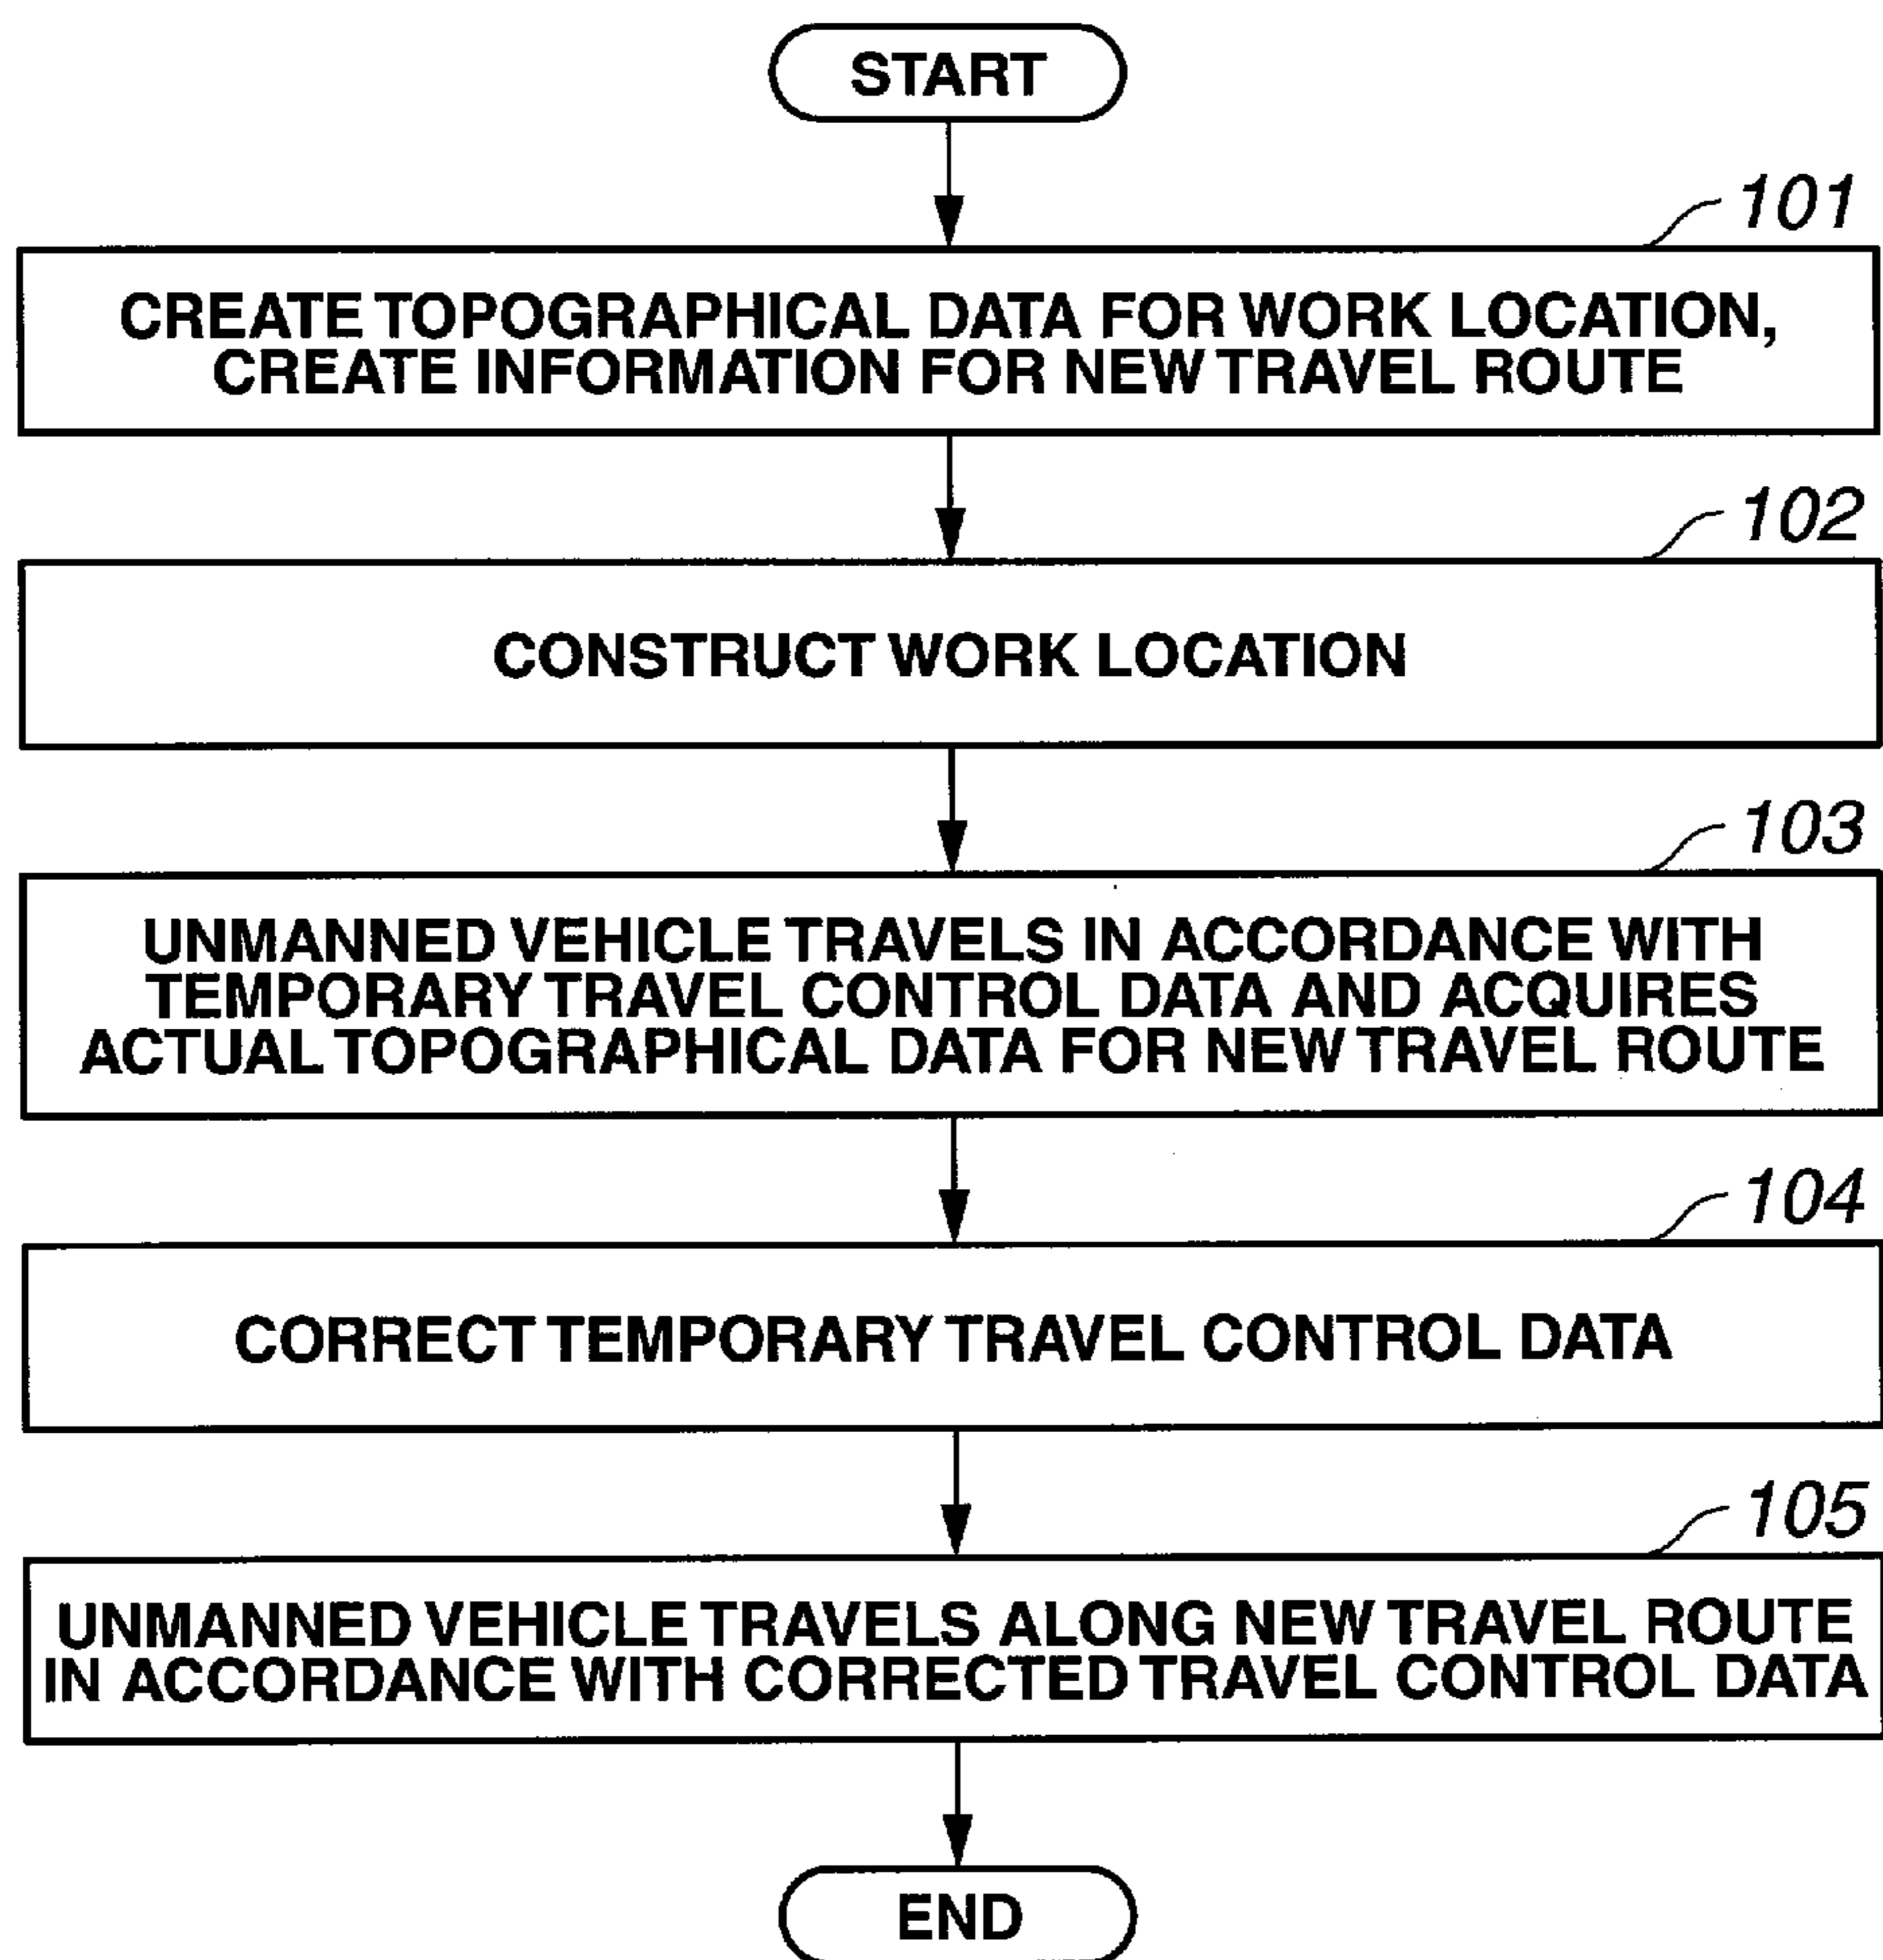 START
101
CREATE TOPOGRAPHICAL DATA FOR WORK LOCATION,
CREATE INFORMATION FOR NEW TRAVEL ROUTE
102
CONSTRUCT WORK LOCATION
103
UNMANNED VEHICLE TRAVELS IN ACCORDANCE WITH
TEMPORARY TRAVEL CONTROL DATA AND ACQUIRES
ACTUAL TOPOGRAPHICAL DATA FOR NEW TRAVEL ROUTE
104
CORRECT TEMPORARY TRAVEL CONTROL DATA
105
UNMANNED VEHICLE TRAVELS ALONG NEW TRAVEL ROUTE
IN ACCORDANCE WITH CORRECTED TRAVEL CONTROL DATA
END